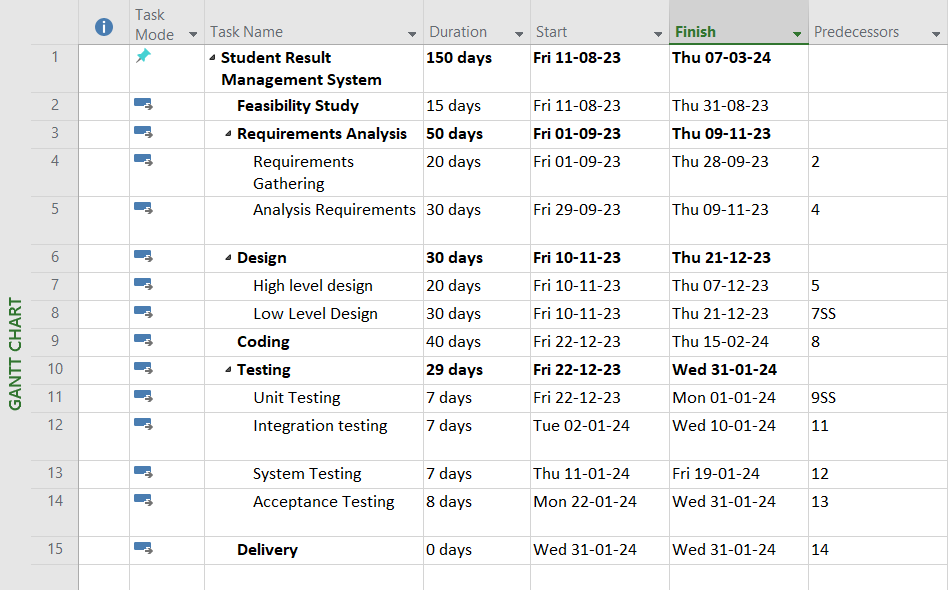 Task Mode Task Name Duration Start Finish Predecessors
1 Student Result Management System 150 days Fri 11-08-23 Thu 07-03-24
2 Feasibility Study 15 days Fri 11-08-23 Thu 31-08-23
3 Requirements Analysis 50 days Fri 01-09-23 Thu 09-11-23
4 Requirements Gathering 20 days Fri 01-09-23 Thu 28-09-23 2
5 Analysis Requirements 30 days Fri 29-09-23 Thu 09-11-23 4
6 Design 30 days Fri 10-11-23 Thu 21-12-23
7 High level design 20 days Fri 10-11-23 Thu 07-12-23 5
8 Low Level Design 30 days Fri 10-11-23 Thu 21-12-23 7SS
9 Coding 40 days Fri 22-12-23 Thu 15-02-24 8
10 Testing 29 days Fri 22-12-23 Wed 31-01-24
11 Unit Testing 7 days Fri 22-12-23 Mon 01-01-24 9SS
12 Integration testing 7 days Tue 02-01-24 Wed 10-01-24 11
13 System Testing 7 days Thu 11-01-24 Fri 19-01-24 12
14 Acceptance Testing 8 days Mon 22-01-24 Wed 31-01-24 13
15 Delivery 0 days Wed 31-01-24 Wed 31-01-24 14
GANTT CHART